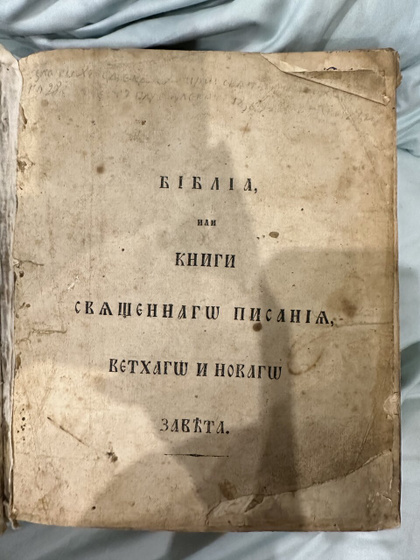 БІБЛІА,
или
КНИГИ
СВѦЩЕННАГѠ ПИСАНІѦ,
ВЕТХАГѠ И НОВАГѠ
ЗАВѢТА.